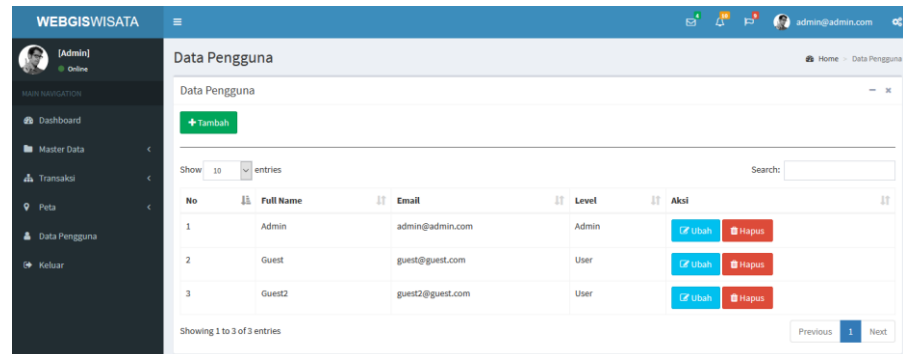 WEBGISWISATA
admin@admin.com
[Admin]
Online
MAIN NAVIGATION
Dashboard
Master Data
Transaksi
Peta
Data Pengguna
Keluar
Data Pengguna
Home > Data Pengguna
Data Pengguna
+ Tambah
Show 10 entries
Search:
No Full Name Email Level Aksi
1 Admin admin@admin.com Admin Ubah Hapus
2 Guest guest@guest.com User Ubah Hapus
3 Guest2 guest2@guest.com User Ubah Hapus
Showing 1 to 3 of 3 entries
Previous 1 Next